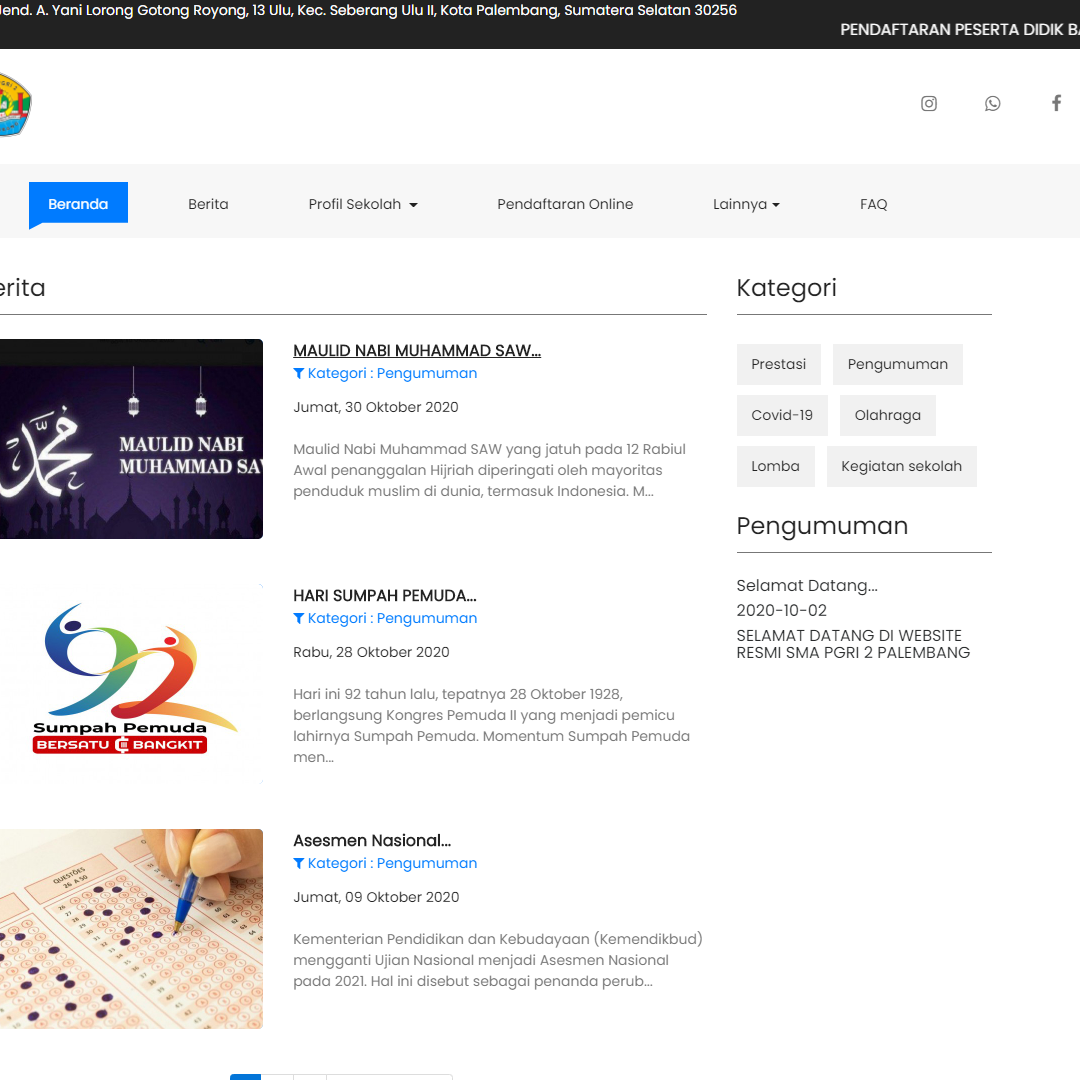 Jend. A. Yani Lorong Gotong Royong, 13 Ulu, Kec. Seberang Ulu II, Kota Palembang, Sumatera Selatan 30256
PENDAFTARAN PESERTA DIDIK
Beranda
Berita
Profil Sekolah
Pendaftaran Online
Lainnya
FAQ
erita
MAULID NABI
MUHAMMAD SAW
MAULID NABI MUHAMMAD SAW...
Kategori : Pengumuman
Jumat, 30 Oktober 2020
Maulid Nabi Muhammad SAW yang jatuh pada 12 Rabiul
Awal penanggalan Hijriah diperingati oleh mayoritas
penduduk muslim di dunia, termasuk Indonesia. M...
92
Sumpah Pemuda
BERSATU & BANGKIT
HARI SUMPAH PEMUDA...
Kategori : Pengumuman
Rabu, 28 Oktober 2020
Hari ini 92 tahun lalu, tepatnya 28 Oktober 1928,
berlangsung Kongres Pemuda II yang menjadi pemicu
lahirnya Sumpah Pemuda. Momentum Sumpah Pemuda
men...
QUESTÕES
26 A 50
Asesmen Nasional...
Kategori : Pengumuman
Jumat, 09 Oktober 2020
Kementerian Pendidikan dan Kebudayaan (Kemendikbud)
mengganti Ujian Nasional menjadi Asesmen Nasional
pada 2021. Hal ini disebut sebagai penanda perub...
Kategori
Prestasi
Pengumuman
Covid-19
Olahraga
Lomba
Kegiatan sekolah
Pengumuman
Selamat Datang...
2020-10-02
SELAMAT DATANG DI WEBSITE
RESMI SMA PGRI 2 PALEMBANG